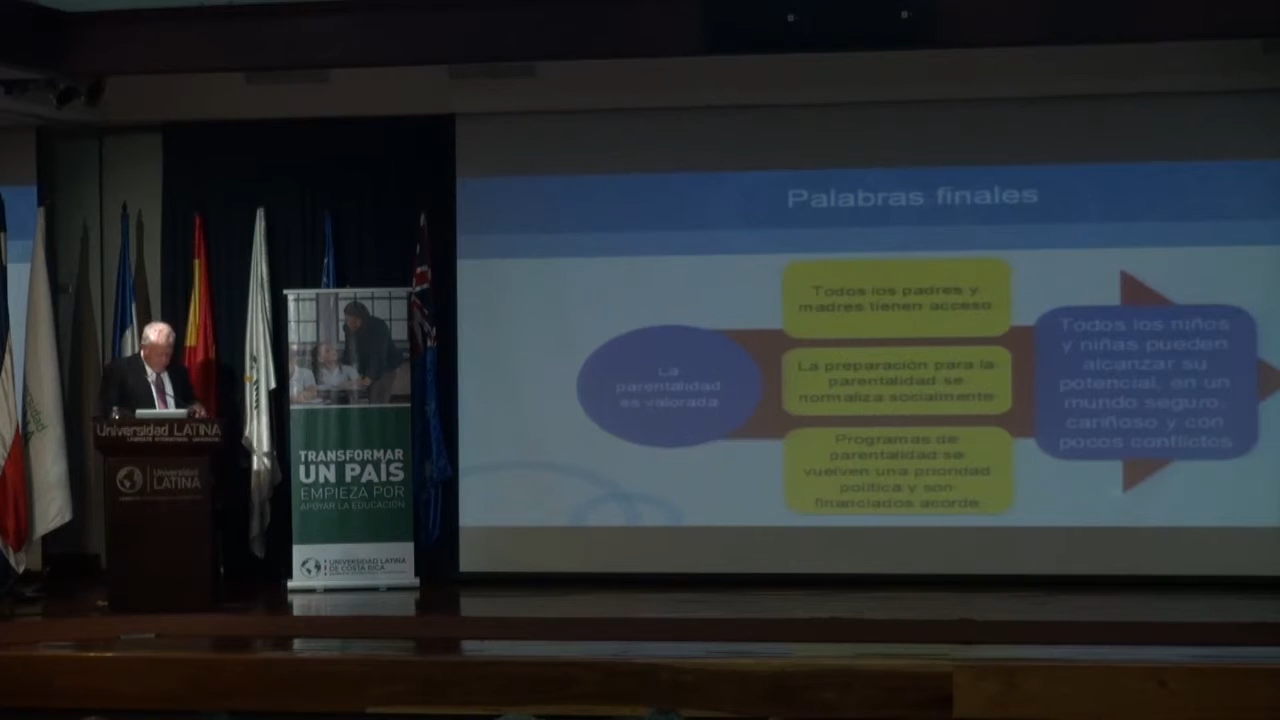 Palabras finales
La
parentalidad
es valorada
Todos los padres y
madres tienen acceso
La preparación para la
parentalidad se
normaliza socialmente
Programas de
parentalidad se
vuelven una prioridad
política y son
financiados acorde
Todos los niños
y niñas pueden
alcanzar su
potencial, en un
mundo seguro,
cariñoso y con
pocos conflictos
Universidad LATINA
Universidad
LATINA
TRANSFORMAR
UN PAÍS
EMPIEZA POR
APOYAR LA EDUCACIÓN
UNIVERSIDAD LATINA
DE COSTA RICA